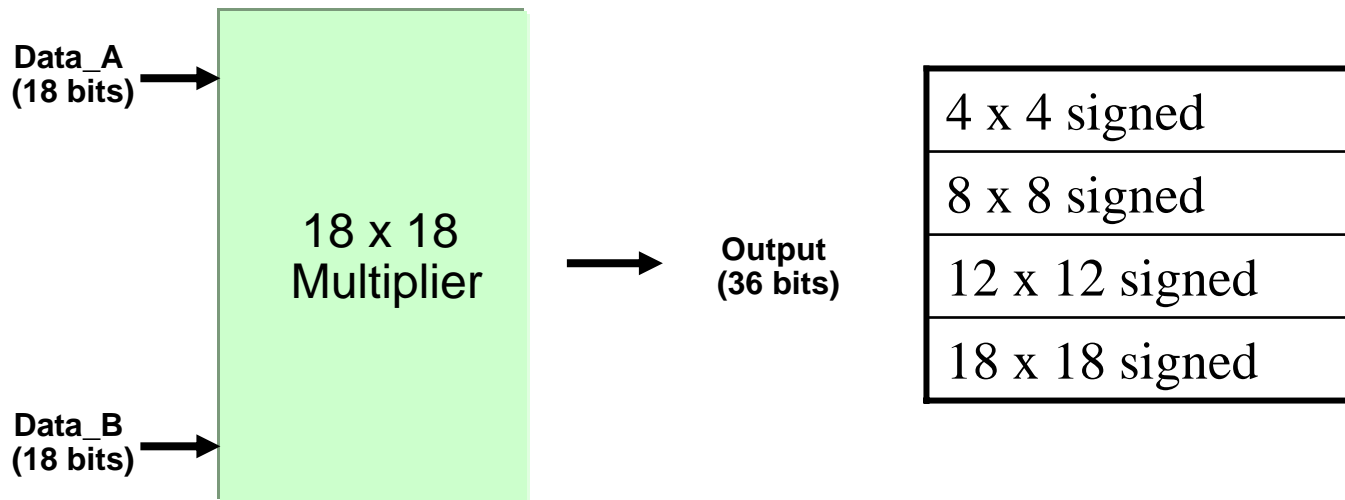 Data_A
(18 bits)
18 x 18
Multiplier
Output
(36 bits)
Data_B
(18 bits)
4 x 4 signed
8 x 8 signed
12 x 12 signed
18 x 18 signed